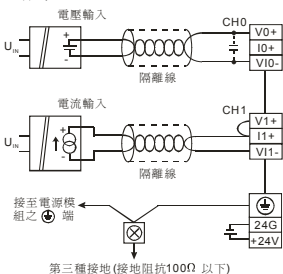 電壓輸入
CH0
V0+
I0+
VI0-
U_IN
+
-
隔離線
電流輸入
CH1
V1+
I1+
VI1-
U_IN
+
-
隔離線
接至電源模
組之 端
24G
+24V
第三種接地(接地阻抗100Ω 以下)